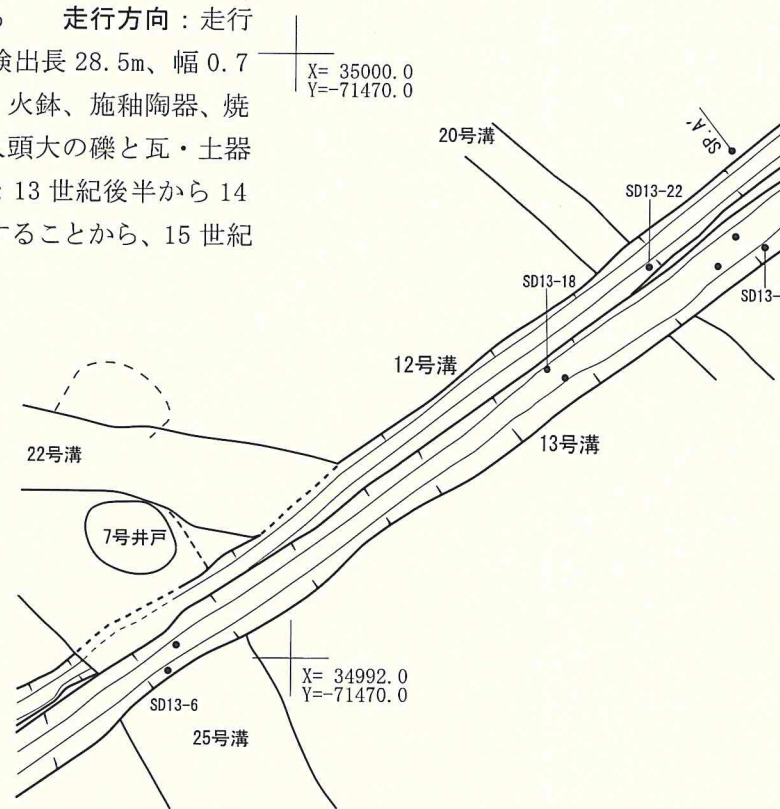 走行方向：走行
検出長 28.5m、幅 0.7
火鉢、施釉陶器、焼
人頭大の礫と瓦・土器
13 世紀後半から 14
することから、15 世紀
X= 35000.0
Y=-71470.0
20号溝
SP.A'
SD13-22
SD13-18
SD13-
12号溝
13号溝
22号溝
7号井戸
X= 34992.0
Y=-71470.0
SD13-6
25号溝